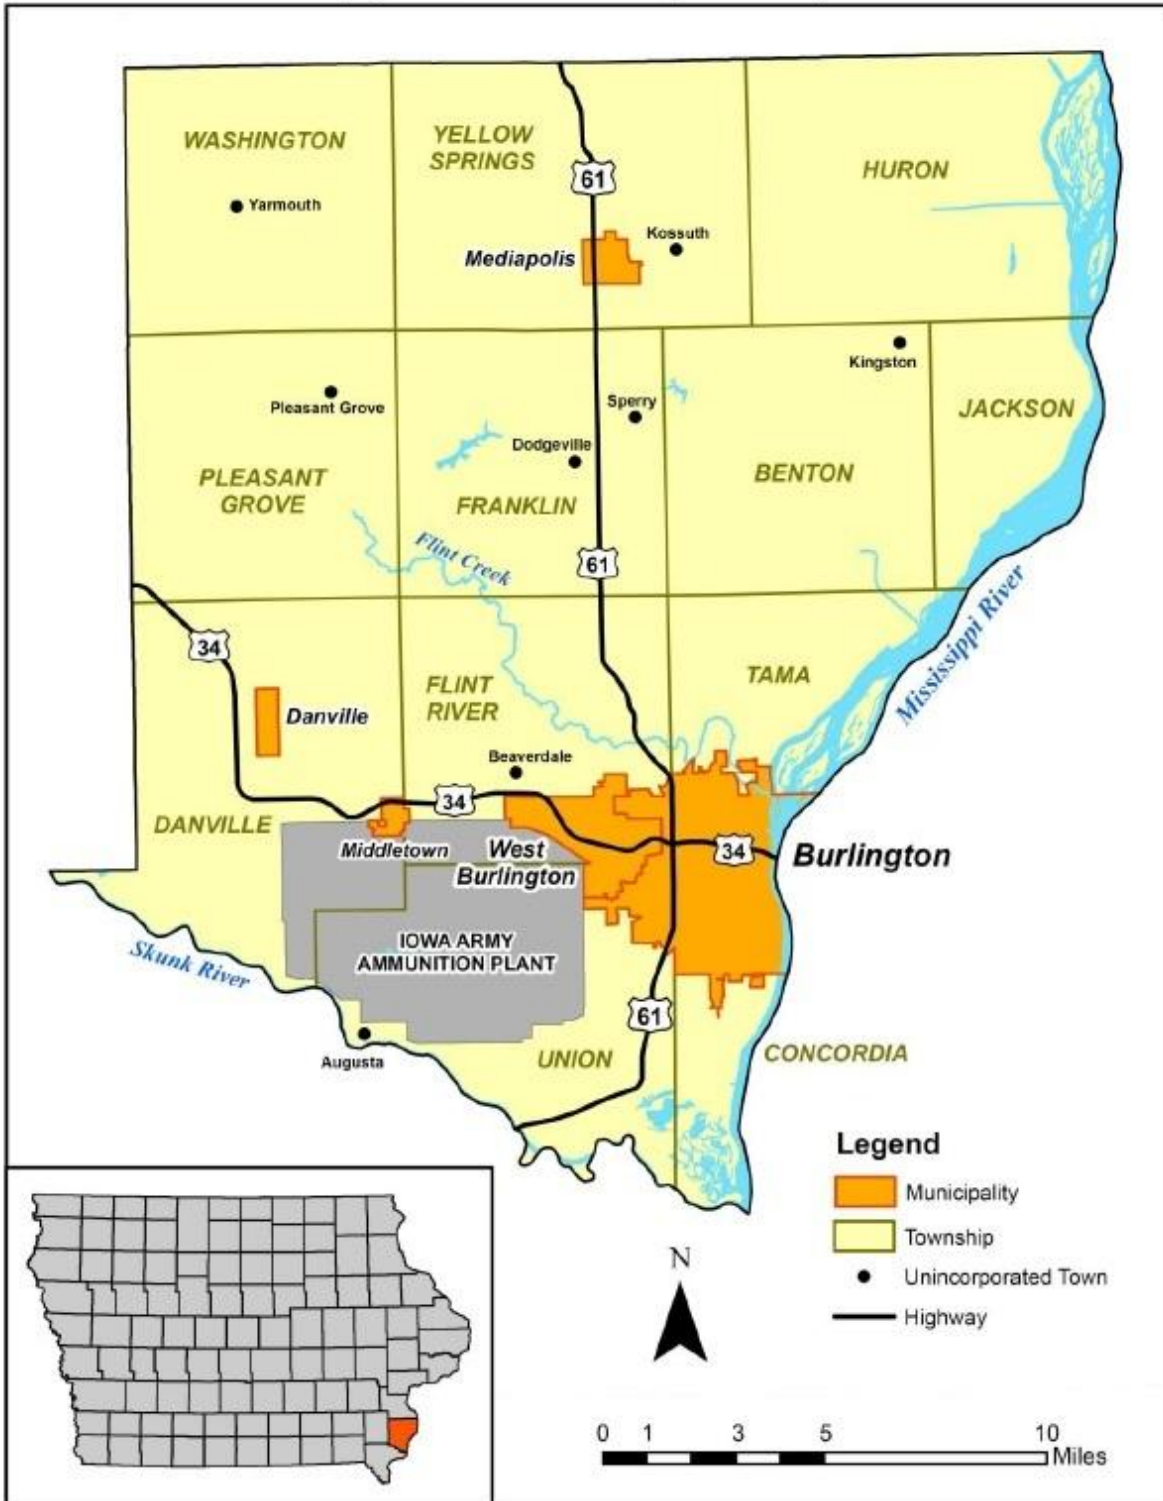 WASHINGTON
YELLOW
SPRINGS
HURON
61
Yarmouth
Kossuth
Mediapolis
Kingston
Pleasant Grove
Sperry
JACKSON
Dodgeville
PLEASANT
GROVE
FRANKLIN
BENTON
Flint Creek
61
Mississippi River
34
FLINT
RIVER
TAMA
Danville
Beaverdale
34
DANVILLE
Middletown
West
Burlington
34
Burlington
IOWA ARMY
AMMUNITION PLANT
Skunk River
61
Augusta
UNION
CONCORDIA
Legend
Municipality
Township
Unincorporated Town
Highway
N
0 1 3 5 10
Miles